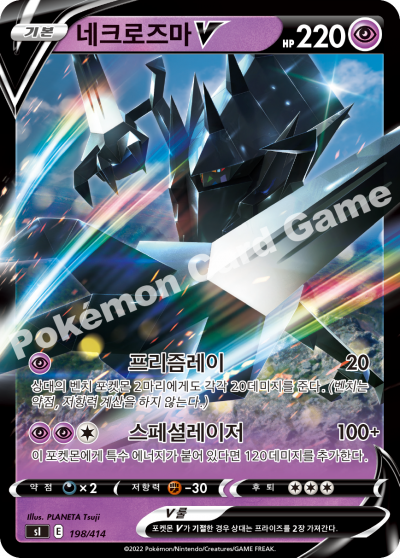 기본 네크로즈마 V HP 220
Pokémon Card Game
프리즘레이 20
상대의 벤치 포켓몬 2마리에게도 각각 20데미지를 준다. (벤치는
약점, 저항력 계산을 하지 않는다.)
스페셜레이저 100+
이 포켓몬에게 특수 에너지가 붙어 있다면 120데미지를 추가한다.
약점 ×2 저항력 -30 후퇴
Illus. PLANETA Tsuji
sI E 198/414
V룰
포켓몬 V가 기절한 경우 상대는 프라이즈를 2장 가져간다.
©2022 Pokémon/Nintendo/Creatures/GAME FREAK.